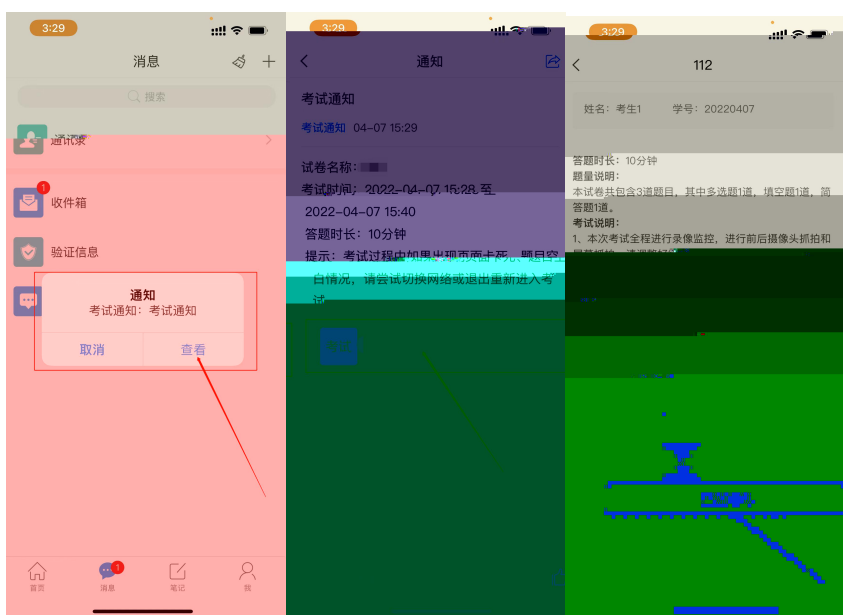 3:29
消息
搜索
通讯录
1
收件箱
验证信息
通知
考试通知：考试通知
取消
查看
首页
1
消息
笔记
我
3:29
通知
考试通知
考试通知 04-07 15:29
试卷名称：
考试时间：2022-04-07 15:28 至
2022-04-07 15:40
答题时长：10分钟
提示：考试过程中如果出现页面卡死、题目空
白情况，请尝试切换网络或退出重新进入考
试。
3:29
112
姓名：考生1 学号：20220407
答题时长：10分钟
题量说明：
本试卷共包含3道题目，其中多选题1道，填空题1道，简
答题1道。
考试说明：
1、本次考试全程进行录像监控，进行前后摄像头抓拍和